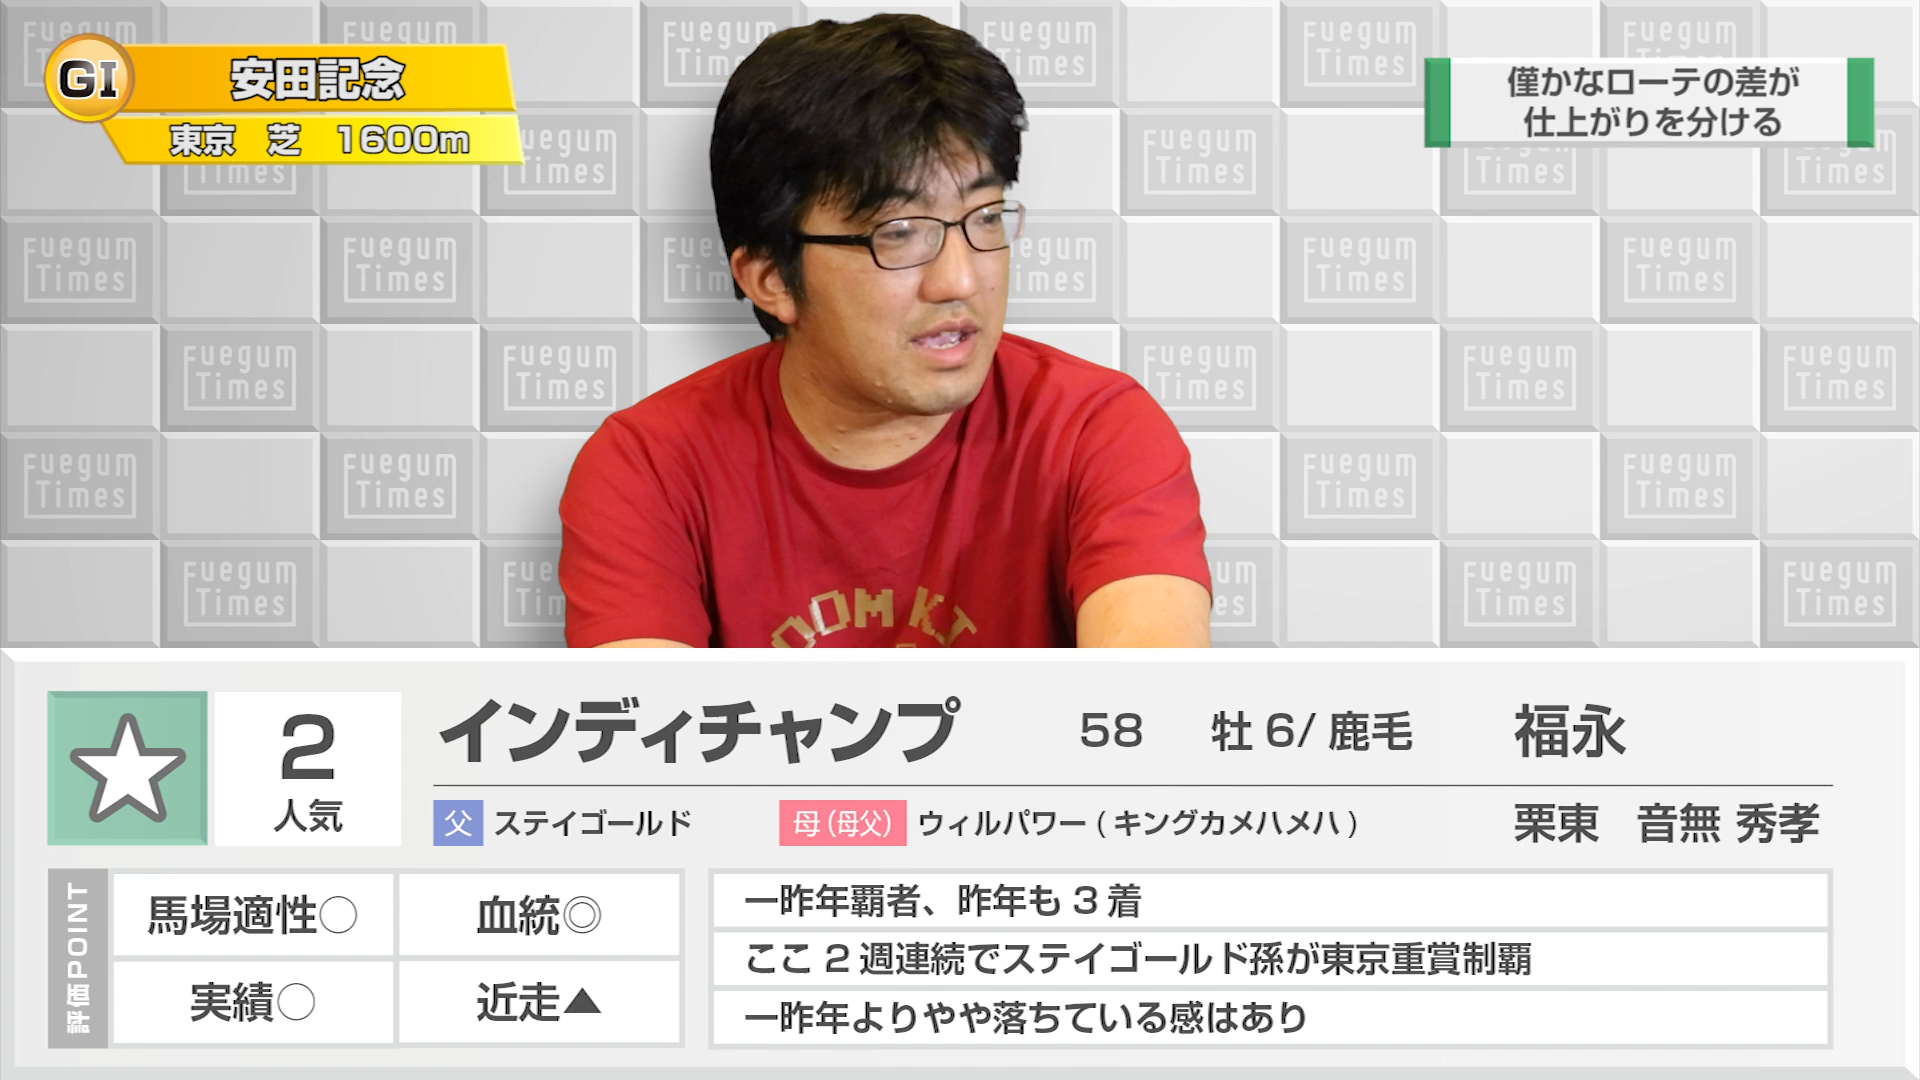 GI
安田記念
東京 芝 1600m
僅かなローテの差が
仕上がりを分ける
Fuegum
Times
OOM K.T
2
人気
インディチャンプ 58 牡 6/ 鹿毛 福永
父 ステイゴールド 母 (母父) ウィルパワー ( キングカメハメハ ) 栗東 音無 秀孝
評価POINT
馬場適性○ 血統◎
実績○ 近走▲
一昨年覇者、昨年も 3 着
ここ 2 週連続でステイゴールド孫が東京重賞制覇
一昨年よりやや落ちている感はあり